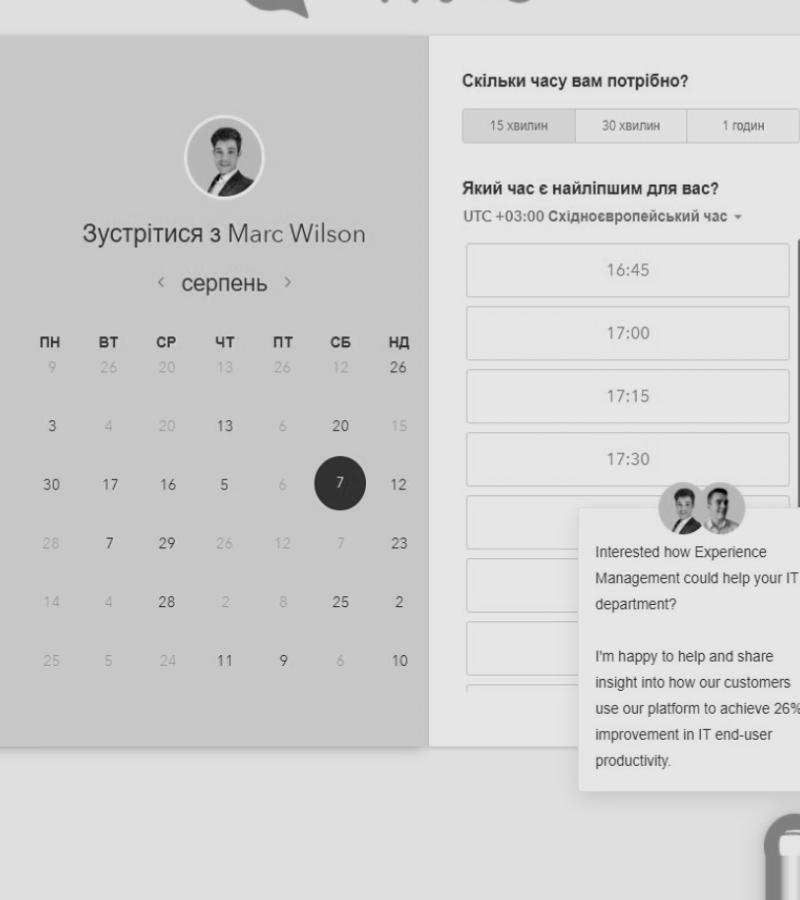 Зустрітися з Marc Wilson
серпень
ПН ВТ СР ЧТ ПТ СБ НД
9 26 20 13 26 12 26
3 4 20 13 6 20 15
30 17 16 5 6 7 12
28 7 29 26 12 7 23
14 4 28 2 8 25 2
25 5 24 11 9 6 10
Скільки часу вам потрібно?
15 хвилин 30 хвилин 1 годин
Який час є найліпшим для вас?
UTC +03:00 Східноєвропейський час
16:45
17:00
17:15
17:30
Interested how Experience
Management could help your IT
department?
I'm happy to help and share
insight into how our customers
use our platform to achieve 26%
improvement in IT end-user
productivity.